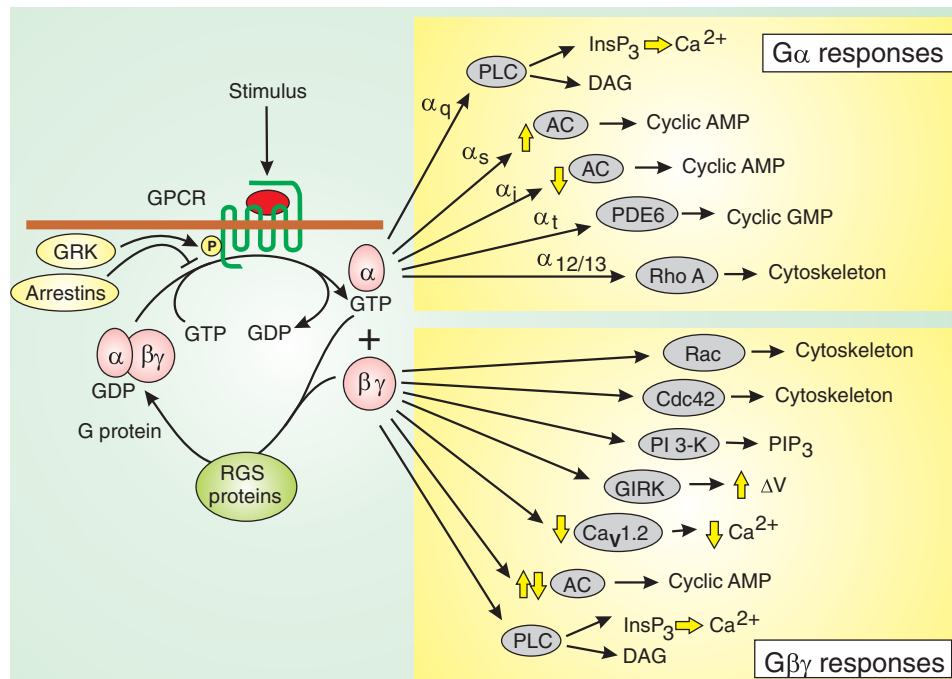 Stimulus
GPCR
P
GRK
Arrestins
GTP
GDP
α
GTP
+
α
βγ
GDP
βγ
G protein
RGS
proteins
Gα responses
αq
PLC
InsP3
Ca2+
DAG
αs
AC
Cyclic AMP
αi
AC
Cyclic AMP
αt
PDE6
Cyclic GMP
α12/13
Rho A
Cytoskeleton
Rac
Cytoskeleton
Cdc42
Cytoskeleton
PI 3-K
PIP3
GIRK
ΔV
CaV1.2
Ca2+
AC
Cyclic AMP
PLC
InsP3
Ca2+
DAG
Gβγ responses